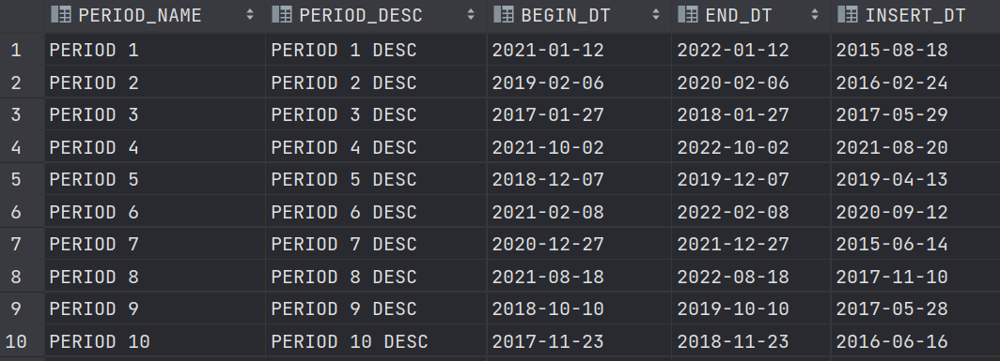 PERIOD_NAME PERIOD_DESC BEGIN_DT END_DT INSERT_DT
1 PERIOD 1 PERIOD 1 DESC 2021-01-12 2022-01-12 2015-08-18
2 PERIOD 2 PERIOD 2 DESC 2019-02-06 2020-02-06 2016-02-24
3 PERIOD 3 PERIOD 3 DESC 2017-01-27 2018-01-27 2017-05-29
4 PERIOD 4 PERIOD 4 DESC 2021-10-02 2022-10-02 2021-08-20
5 PERIOD 5 PERIOD 5 DESC 2018-12-07 2019-12-07 2019-04-13
6 PERIOD 6 PERIOD 6 DESC 2021-02-08 2022-02-08 2020-09-12
7 PERIOD 7 PERIOD 7 DESC 2020-12-27 2021-12-27 2015-06-14
8 PERIOD 8 PERIOD 8 DESC 2021-08-18 2022-08-18 2017-11-10
9 PERIOD 9 PERIOD 9 DESC 2018-10-10 2019-10-10 2017-05-28
10 PERIOD 10 PERIOD 10 DESC 2017-11-23 2018-11-23 2016-06-16